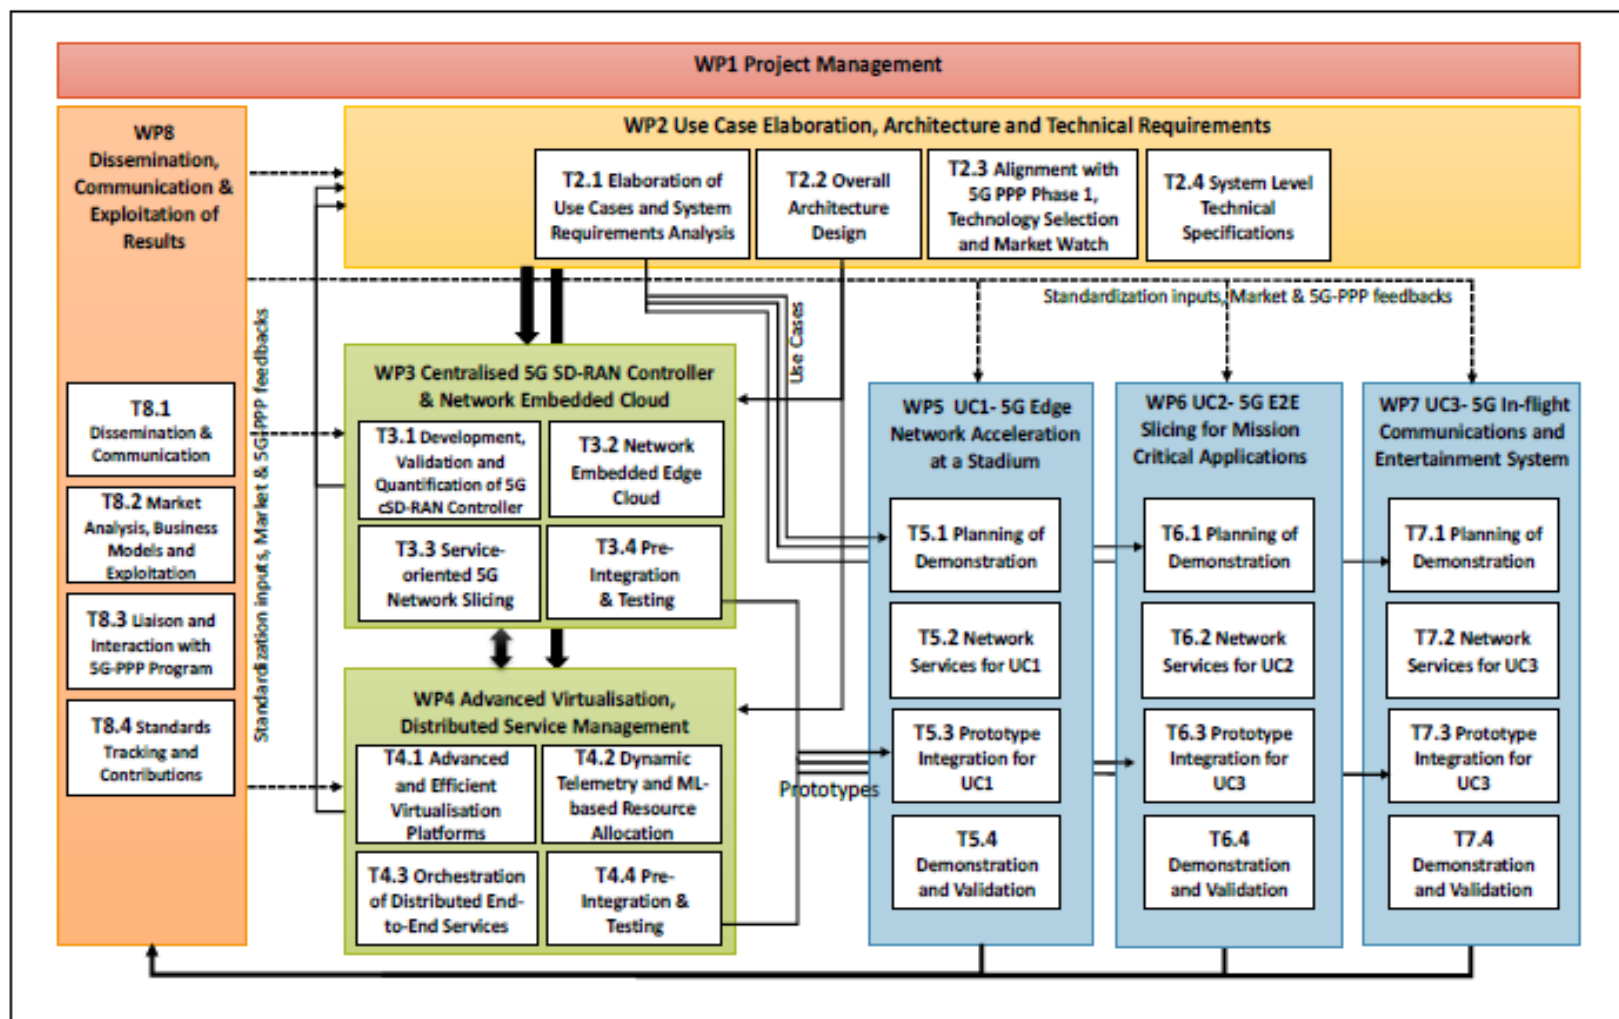 WP1 Project Management
WP8
Dissemination,
Communication &
Exploitation of
Results
T8.1
Dissemination &
Communication
T8.2 Market
Analysis, Business
Models and
Exploitation
T8.3 Liaison and
Interaction with
5G-PPP Program
T8.4 Standards
Tracking and
Contributions
Standardization inputs, Market & 5G-PPP feedbacks
WP2 Use Case Elaboration, Architecture and Technical Requirements
T2.1 Elaboration of
Use Cases and System
Requirements Analysis
T2.2 Overall
Architecture
Design
T2.3 Alignment with
5G PPP Phase 1,
Technology Selection
and Market Watch
T2.4 System Level
Technical
Specifications
Standardization inputs, Market & 5G-PPP feedbacks
Use Cases
WP3 Centralised 5G SD-RAN Controller
& Network Embedded Cloud
T3.1 Development,
Validation and
Quantification of 5G
cSD-RAN Controller
T3.2 Network
Embedded Edge
Cloud
T3.3 Service-
oriented 5G
Network Slicing
T3.4 Pre-
Integration
& Testing
WP4 Advanced Virtualisation,
Distributed Service Management
T4.1 Advanced
and Efficient
Virtualisation
Platforms
T4.2 Dynamic
Telemetry and ML-
based Resource
Allocation
T4.3 Orchestration
of Distributed End-
to-End Services
T4.4 Pre-
Integration &
Testing
Prototypes
WP5 UC1- 5G Edge
Network Acceleration
at a Stadium
T5.1 Planning of
Demonstration
T5.2 Network
Services for UC1
T5.3 Prototype
Integration for
UC1
T5.4
Demonstration
and Validation
WP6 UC2- 5G E2E
Slicing for Mission
Critical Applications
T6.1 Planning of
Demonstration
T6.2 Network
Services for UC2
T6.3 Prototype
Integration for
UC3
T6.4
Demonstration
and Validation
WP7 UC3- 5G In-flight
Communications and
Entertainment System
T7.1 Planning of
Demonstration
T7.2 Network
Services for UC3
T7.3 Prototype
Integration for
UC3
T7.4
Demonstration
and Validation